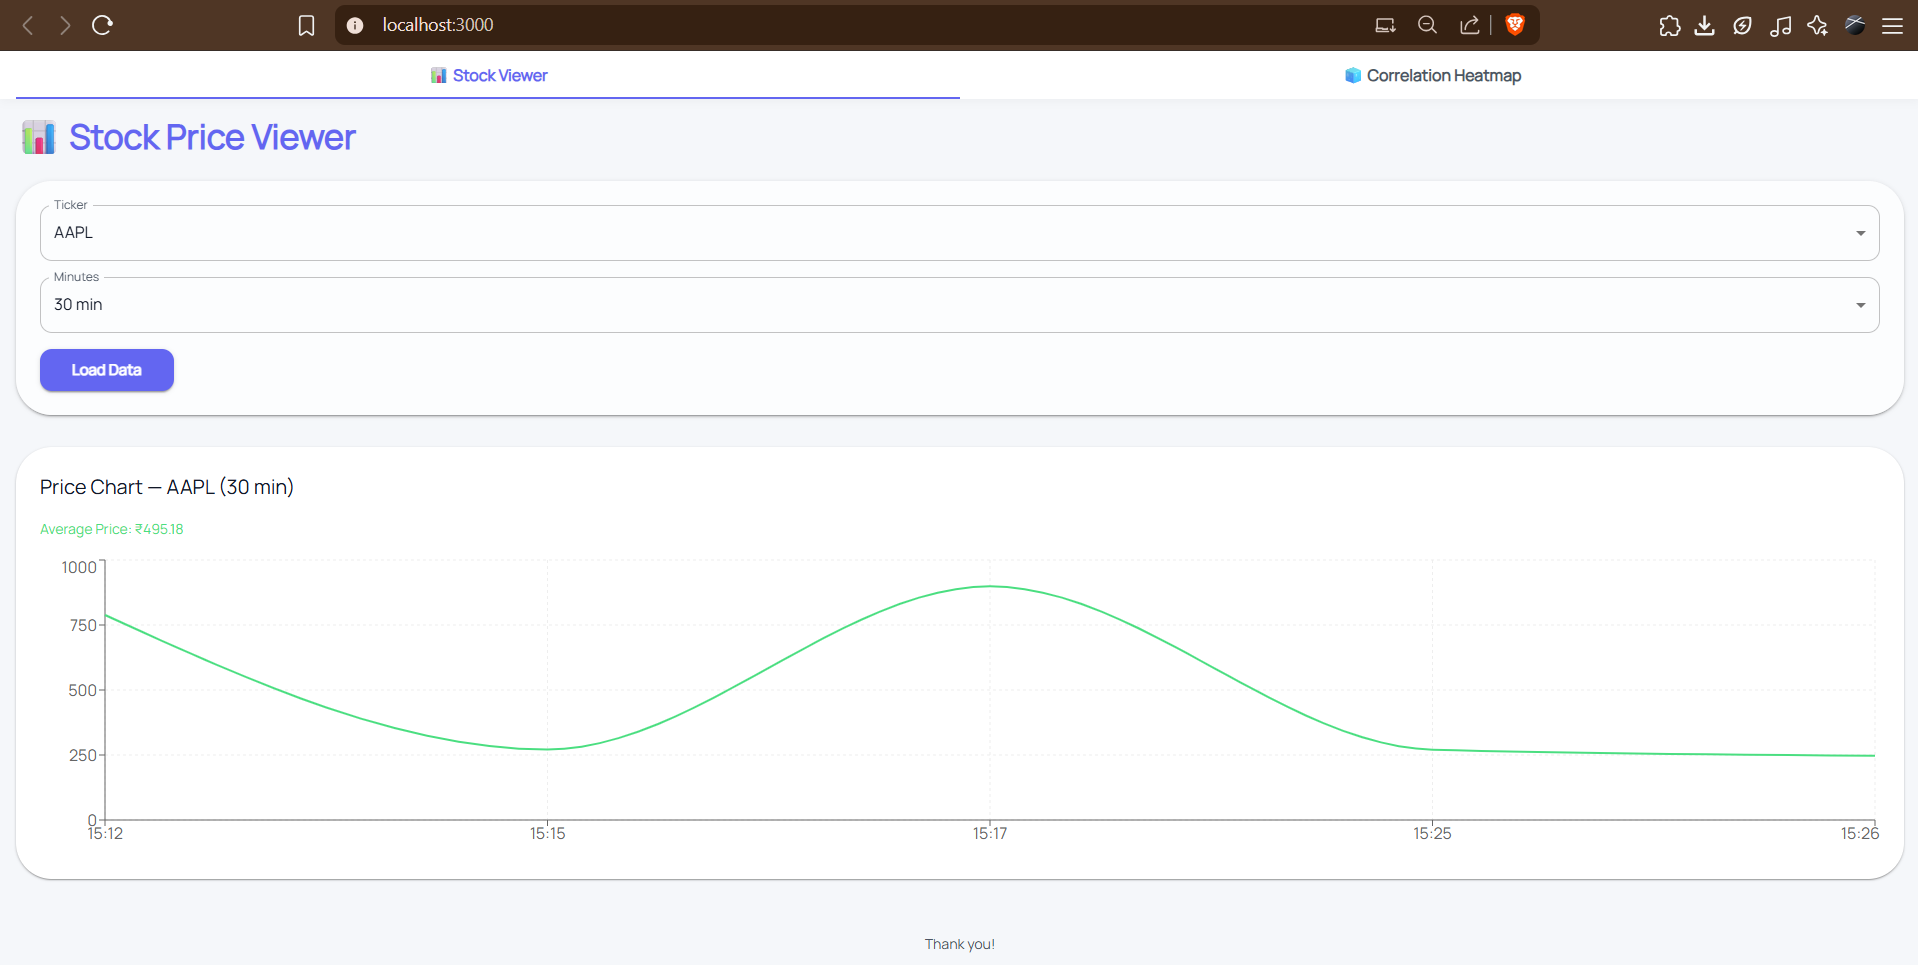 localhost:3000
Stock Viewer
Correlation Heatmap
Stock Price Viewer
Ticker
AAPL
Minutes
30 min
Load Data
Price Chart — AAPL (30 min)
Average Price: ₹495.18
1000
750
500
250
0
15:12 15:15 15:17 15:25 15:26
Thank you!